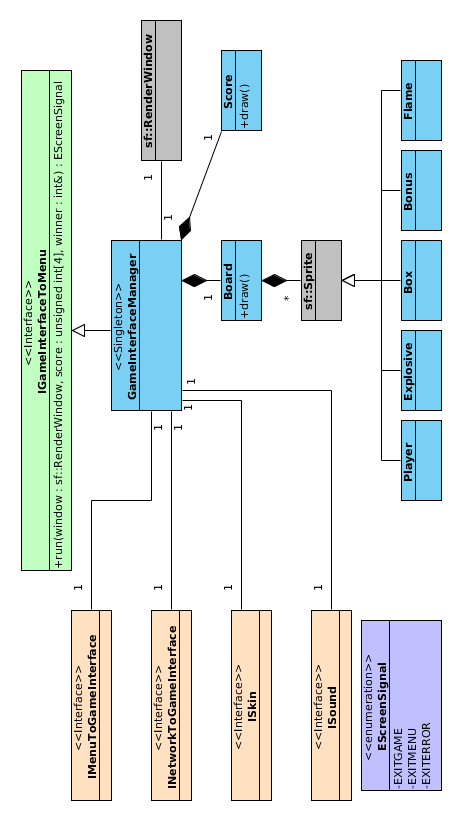 <<Interface>>
IGameInterfaceToMenu
+run(window : sf::RenderWindow, score : unsigned int[4], winner : int&) : EScreenSignal
<<Singleton>>
GameInterfaceManager
sf::RenderWindow
1
1
Score
+draw()
1
Board
+draw()
1
sf::Sprite
*
Flame
Bonus
Box
Explosive
Player
1
1
1
1
<<Interface>>
IMenuToGameInterface
1
<<Interface>>
INetworkToGameInterface
1
<<Interface>>
ISkin
1
<<Interface>>
ISound
1
<<enumeration>>
EScreenSignal
-EXITGAME
-EXITMENU
-EXITERROR